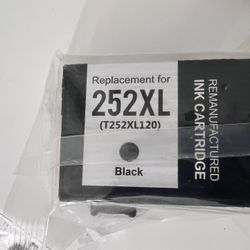 Replacement for
252XL
(T252XL120)
Black
REMANUFACTURED
INK CARTRIDGE